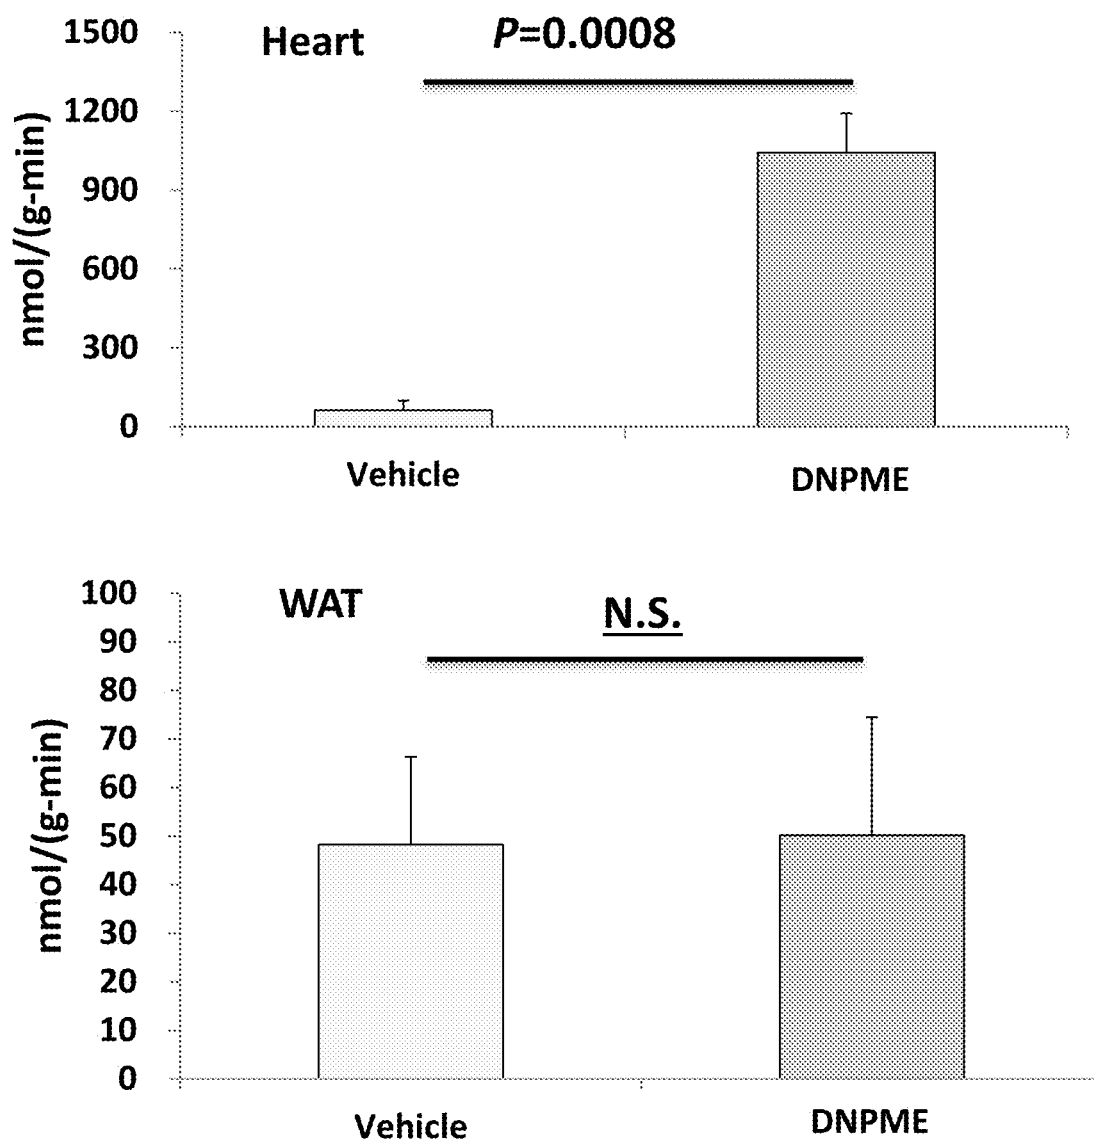 Heart
P=0.0008
1500
1200
900
600
300
0
nmol/(g-min)
Vehicle
DNPME
WAT
N.S.
100
90
80
70
60
50
40
30
20
10
0
nmol/(g-min)
Vehicle
DNPME